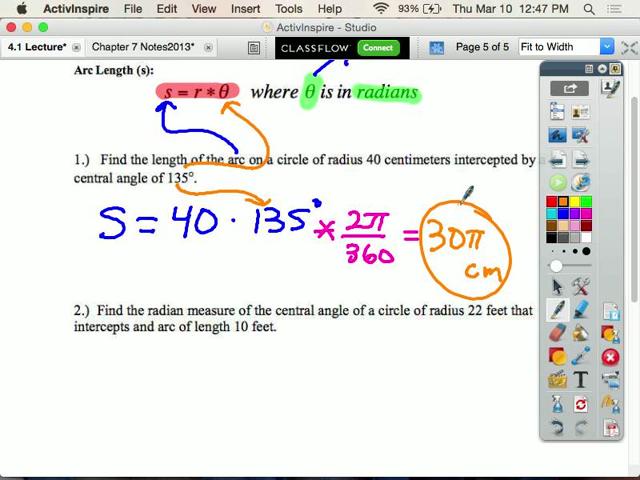 ActivInspire File Edit View Insert Tools Help 93% Mon Mar 10 12:47 PM
ActivInspire - Studio
4.1 Lecture* Chapter 7 Notes2013* CLASSFLOW Connect Page 5 of 5 Fit to Width
Arc Length (s):
s = r * θ where θ is in radians
1.) Find the length of the arc on a circle of radius 40 centimeters intercepted by a
central angle of 135°.
S = 40 · 135° * 2π/360 = 30π cm
2.) Find the radian measure of the central angle of a circle of radius 22 feet that
intercepts and arc of length 10 feet.